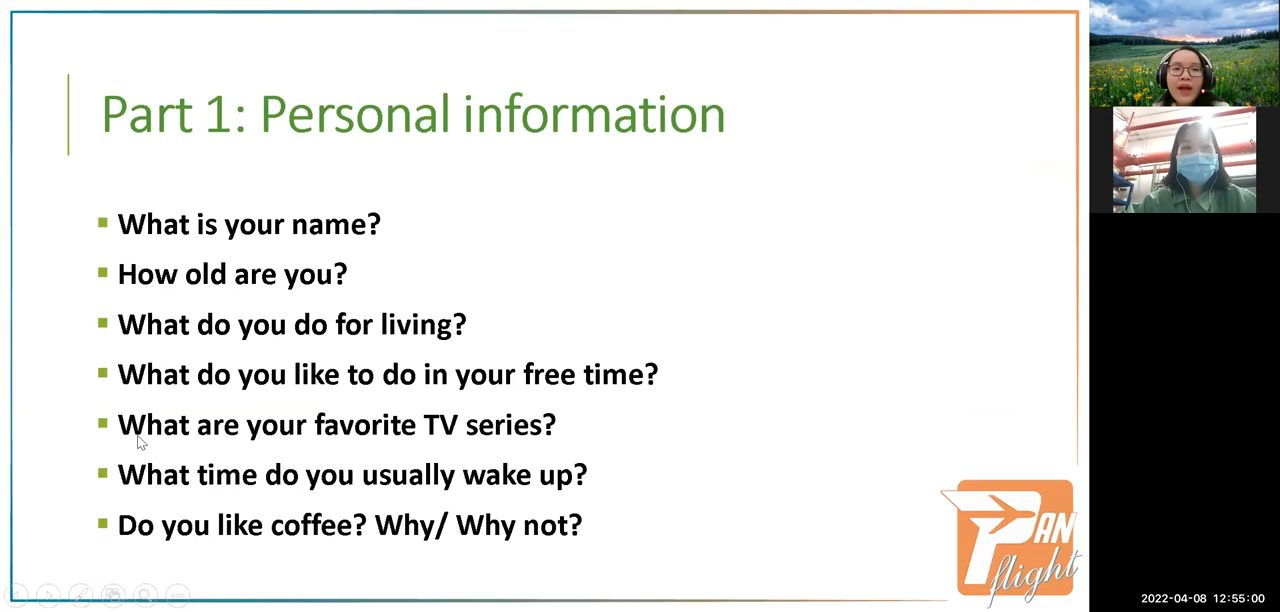 Part 1: Personal information
What is your name?
How old are you?
What do you do for living?
What do you like to do in your free time?
What are your favorite TV series?
What time do you usually wake up?
Do you like coffee? Why/ Why not?
PAN
flight
2022-04-08 12:55:00